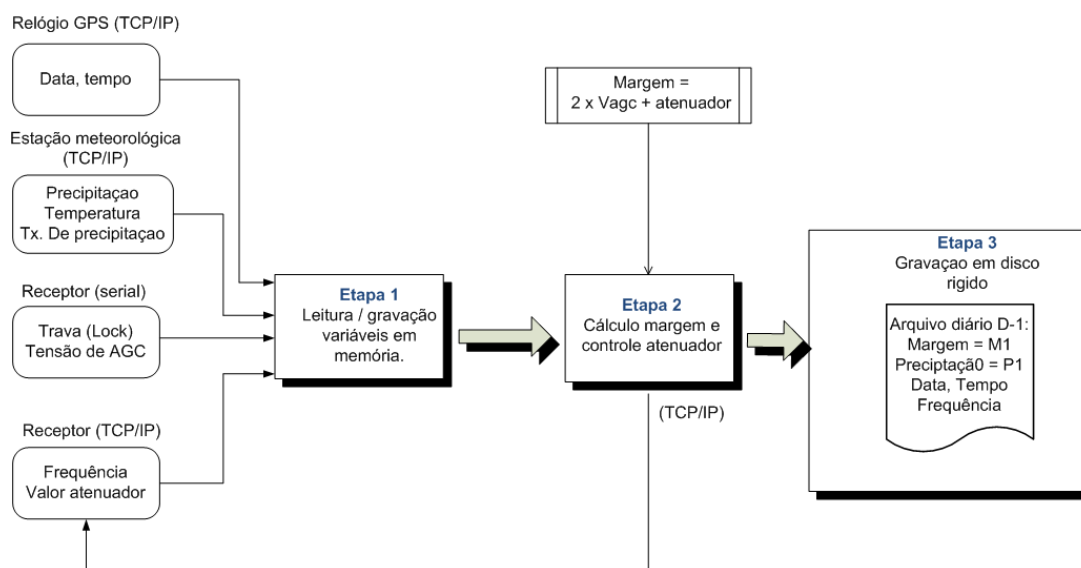 Relógio GPS (TCP/IP)
Data, tempo
Estação meteorológica
(TCP/IP)
Precipitaçao
Temperatura
Tx. De precipitaçao
Receptor (serial)
Trava (Lock)
Tensão de AGC
Receptor (TCP/IP)
Frequência
Valor atenuador
Etapa 1
Leitura / gravação
variáveis em
memória.
Margem =
2 x Vagc + atenuador
Etapa 2
Cálculo margem e
controle atenuador
(TCP/IP)
Etapa 3
Gravaçao em disco
rigido
Arquivo diário D-1:
Margem = M1
Preciptaçã0 = P1
Data, Tempo
Frequência